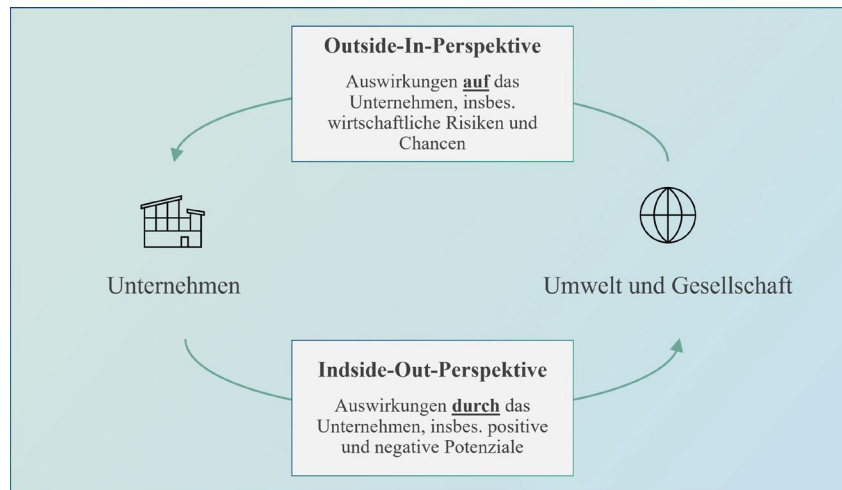 Outside-In-Perspektive
Auswirkungen auf das
Unternehmen, insbes.
wirtschaftliche Risiken und
Chancen
Unternehmen
Umwelt und Gesellschaft
Indside-Out-Perspektive
Auswirkungen durch das
Unternehmen, insbes. positive
und negative Potenziale